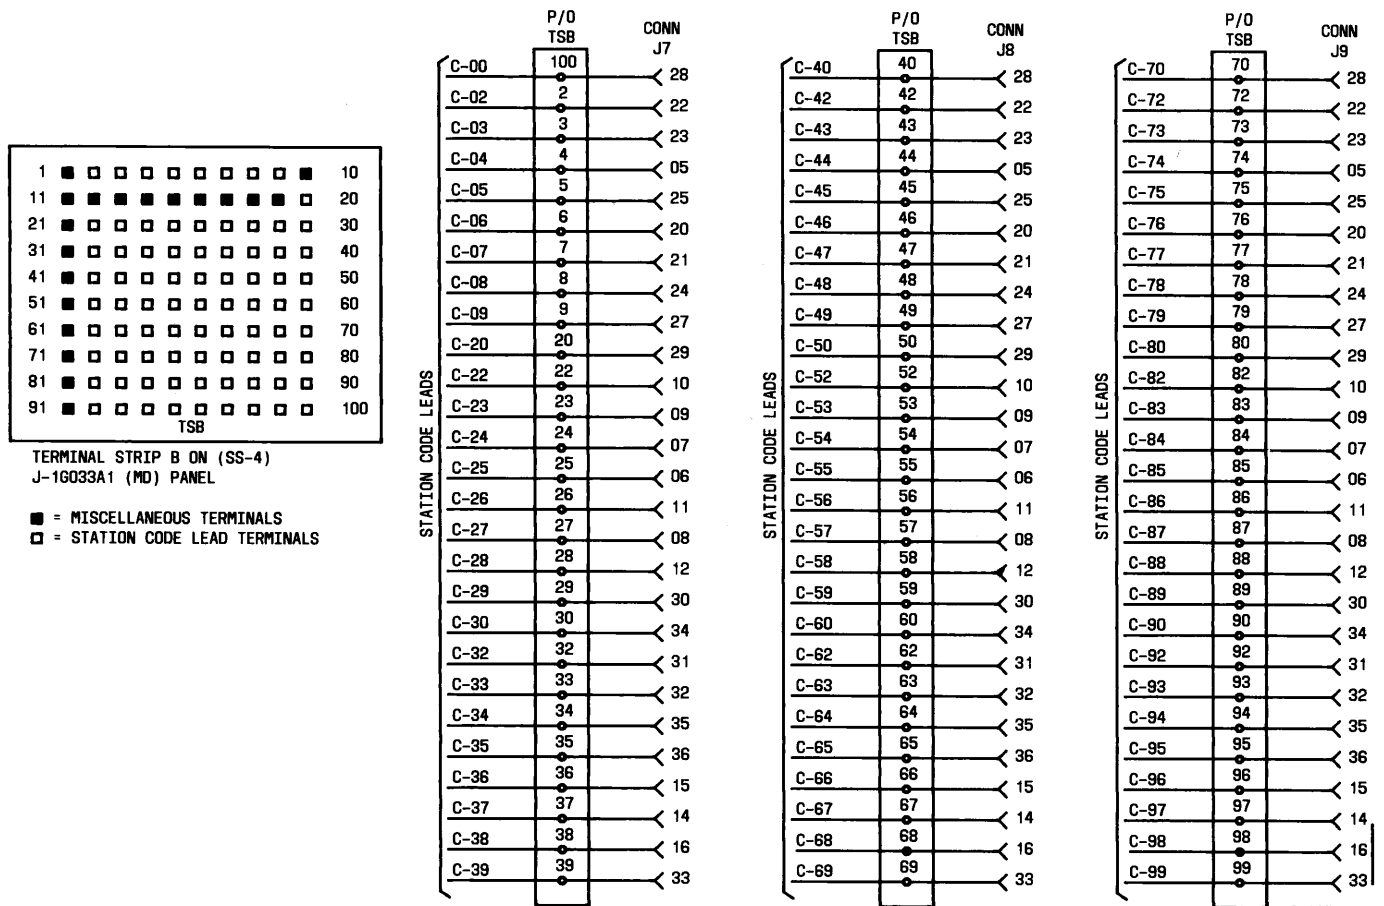 1 10
11 20
21 30
31 40
41 50
51 60
61 70
71 80
81 90
91 100
TSB
TERMINAL STRIP B ON (SS-4)
J-1G033A1 (MD) PANEL
■ = MISCELLANEOUS TERMINALS
□ = STATION CODE LEAD TERMINALS
STATION CODE LEADS
P/O
TSB
CONN
J7
C-00 100 28
C-02 2 22
C-03 3 23
C-04 4 05
C-05 5 25
C-06 6 20
C-07 7 21
C-08 8 24
C-09 9 27
C-20 20 29
C-22 22 10
C-23 23 09
C-24 24 07
C-25 25 06
C-26 26 11
C-27 27 08
C-28 28 12
C-29 29 30
C-30 30 34
C-32 32 31
C-33 33 32
C-34 34 35
C-35 35 36
C-36 36 15
C-37 37 14
C-38 38 16
C-39 39 33
STATION CODE LEADS
P/O
TSB
CONN
J8
C-40 40 28
C-42 42 22
C-43 43 23
C-44 44 05
C-45 45 25
C-46 46 20
C-47 47 21
C-48 48 24
C-49 49 27
C-50 50 29
C-52 52 10
C-53 53 09
C-54 54 07
C-55 55 06
C-56 56 11
C-57 57 08
C-58 58 12
C-59 59 30
C-60 60 34
C-62 62 31
C-63 63 32
C-64 64 35
C-65 65 36
C-66 66 15
C-67 67 14
C-68 68 16
C-69 69 33
STATION CODE LEADS
P/O
TSB
CONN
J9
C-70 70 28
C-72 72 22
C-73 73 23
C-74 74 05
C-75 75 25
C-76 76 20
C-77 77 21
C-78 78 24
C-79 79 27
C-80 80 29
C-82 82 10
C-83 83 09
C-84 84 07
C-85 85 06
C-86 86 11
C-87 87 08
C-88 88 12
C-89 89 30
C-90 90 34
C-92 92 31
C-93 93 32
C-94 94 35
C-95 95 36
C-96 96 15
C-97 97 14
C-98 98 16
C-99 99 33